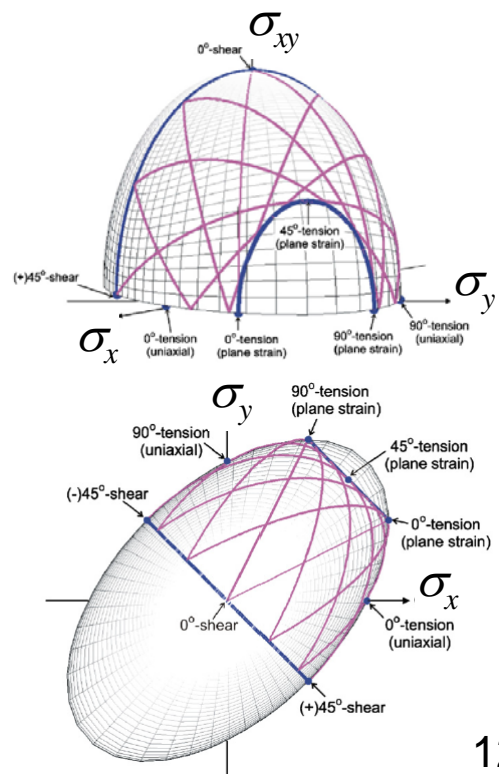 σxy
0°-shear
45°-tension
(plane strain)
(+)45°-shear
σy
σx
0°-tension
(uniaxial)
0°-tension
(plane strain)
90°-tension
(plane strain)
90°-tension
(uniaxial)
90°-tension
(plane strain)
σy
90°-tension
(uniaxial)
45°-tension
(plane strain)
(-)45°-shear
0°-tension
(plane strain)
σx
0°-shear
0°-tension
(uniaxial)
(+)45°-shear